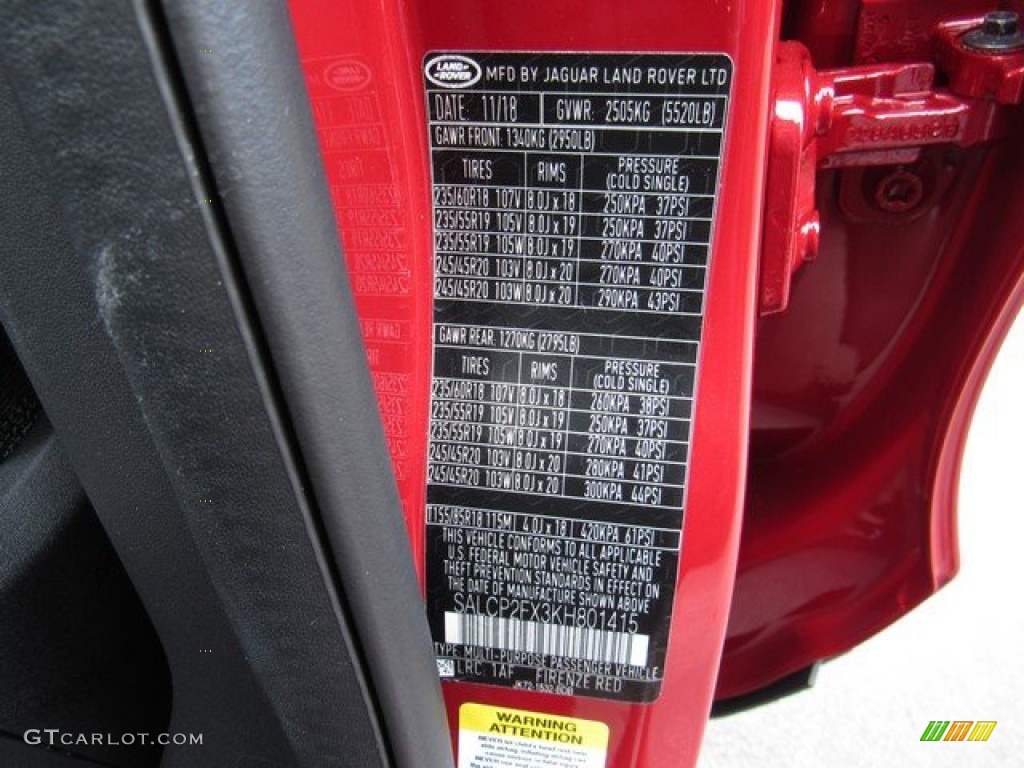 LAND ROVER MFD BY JAGUAR LAND ROVER LTD
DATE: 11/18 GVWR: 2505KG (5520LB)
GAWR FRONT: 1340KG (2950LB)
TIRES RIMS PRESSURE (COLD SINGLE)
235/60R18 107V 8.0J x 18 250KPA 37PSI
235/55R19 105V 8.0J x 19 250KPA 37PSI
235/55R19 105W 8.0J x 19 270KPA 40PSI
245/45R20 103V 8.0J x 20 270KPA 40PSI
245/45R20 103W 8.0J x 20 290KPA 43PSI
GAWR REAR: 1270KG (2795LB)
TIRES RIMS PRESSURE (COLD SINGLE)
235/60R18 107V 8.0J x 18 260KPA 38PSI
235/55R19 105V 8.0J x 19 250KPA 37PSI
235/55R19 105W 8.0J x 19 270KPA 40PSI
245/45R20 103V 8.0J x 20 280KPA 41PSI
245/45R20 103W 8.0J x 20 300KPA 44PSI
T155/85R18 115M 4.0J x 18 420KPA 61PSI
THIS VEHICLE CONFORMS TO ALL APPLICABLE
U.S. FEDERAL MOTOR VEHICLE SAFETY AND
THEFT PREVENTION STANDARDS IN EFFECT ON
THE DATE OF MANUFACTURE SHOWN ABOVE
SALCP2FX3KH801415
TYPE: MULTI-PURPOSE PASSENGER VEHICLE
LRC: 1AF FIRENZE RED
JK72-1532-BDB
WARNING
ATTENTION
GTCARLOT.COM